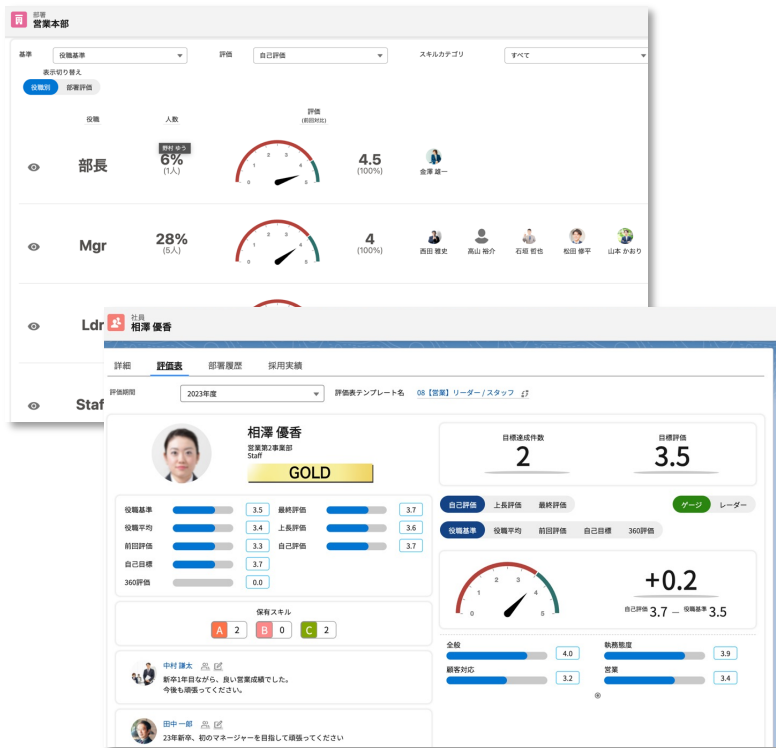 部署
営業本部
基準
役職基準
評価
自己評価
スキルカテゴリ
すべて
表示切り替え
役職別
部署評価
役職
人数
評価
(前回対比)
部長
野村 ゆう
6%
(1人)
0 1 2 3 4 5
4.5
(100%)
金澤 雄一
Mgr
28%
(5人)
0 1 2 3 4 5
4
(100%)
西田 雅史
高山 裕介
石垣 哲也
松田 修平
山本 かおり
Ldr
Staf
社員
相澤 優香
詳細
評価表
部署履歴
採用実績
評価期間
2023年度
評価表テンプレート名
08【営業】リーダー / スタッフ
相澤 優香
営業第2事業部
Staff
GOLD
目標達成件数
2
目標評価
3.5
役職基準
3.5
最終評価
3.7
役職平均
3.4
上長評価
3.6
前回評価
3.3
自己評価
3.7
自己目標
3.7
360評価
0.0
自己評価
上長評価
最終評価
ゲージ
レーダー
役職基準
役職平均
前回評価
自己目標
360評価
0 1 2 3 4 5
+0.2
自己評価 3.7 − 役職基準 3.5
保有スキル
A 2
B 0
C 2
全般
4.0
執務態度
3.9
顧客対応
3.2
営業
3.4
中村 謙太
新卒1年目ながら、良い営業成績でした。
今後も頑張ってください。
田中 一郎
23年新卒、初のマネージャーを目指して頑張ってください